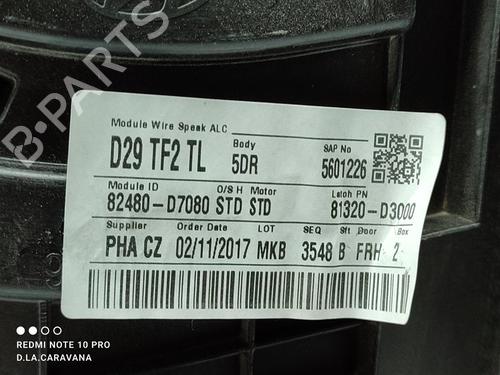 B-PARTS
Module Wire Speak ALC
D29 TF2 TL
Body
5DR
SAP No
5601226
Module ID O/S H Motor Latch PN
82480-D7080 STD STD 81320-D3000
Supplier Order Date LOT SEQ Sft Door Box
PHA CZ 02/11/2017 MKB 3548 B FRH 2
REDMI NOTE 10 PRO
D.LA.CARAVANA